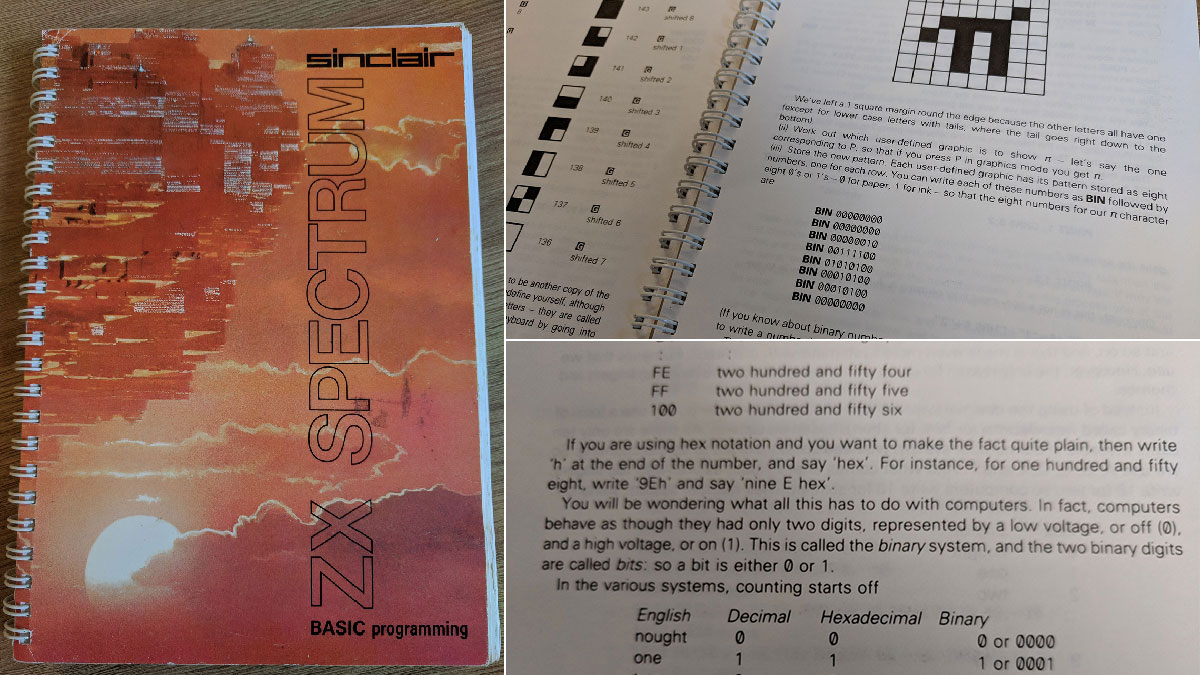 sinclair
ZX SPECTRUM
BASIC programming
8
143 G
shifted 8
142 G
shifted 1
141 G
shifted 2
140 G
shifted 3
139 G
shifted 4
138 G
shifted 5
137 G
shifted 6
136 G
shifted 7
to be another copy of the
define yourself, although
etters – they are called
yboard by going into
We've left a 1 square margin round the edge because the other letters all have one
(except for lower case letters with tails, where the tail goes right down to the
bottom).
(ii) Work out which user-defined graphic is to show π – let's say the one
corresponding to P, so that if you press P in graphics mode you get π.
(iii) Store the new pattern. Each user-defined graphic has its pattern stored as eight
numbers, one for each row. You can write each of these numbers as BIN followed by
eight 0's or 1's – 0 for paper, 1 for ink – so that the eight numbers for our π character
are
BIN 00000000
BIN 00000000
BIN 00000010
BIN 00111100
BIN 01010100
BIN 00010100
BIN 00010100
BIN 00000000
(If you know about binary
to write a
FE two hundred and fifty four
FF two hundred and fifty five
100 two hundred and fifty six
If you are using hex notation and you want to make the fact quite plain, then write
'h' at the end of the number, and say 'hex'. For instance, for one hundred and fifty
eight, write '9Eh' and say 'nine E hex'.
You will be wondering what all this has to do with computers. In fact, computers
behave as though they had only two digits, represented by a low voltage, or off (0),
and a high voltage, or on (1). This is called the binary system, and the two binary digits
are called bits: so a bit is either 0 or 1.
In the various systems, counting starts off
English Decimal Hexadecimal Binary
nought 0 0 0 or 0000
one 1 1 1 or 0001